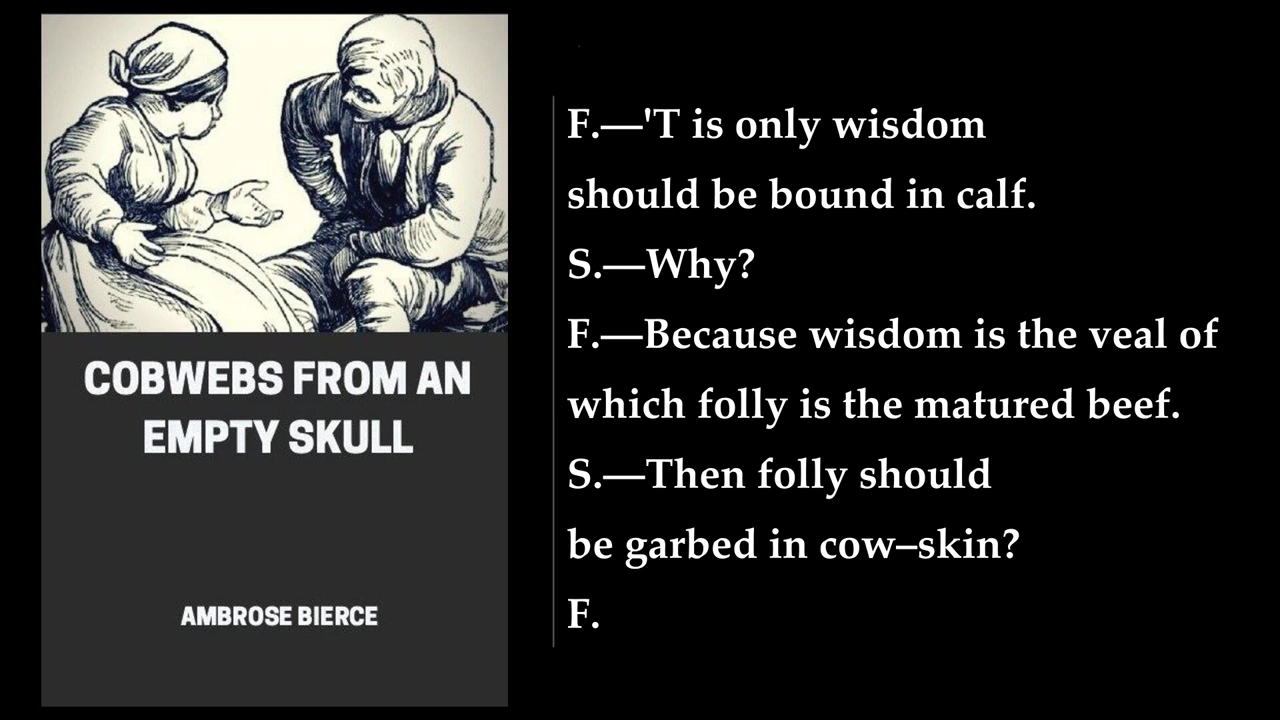 COBWEBS FROM AN
EMPTY SKULL
AMBROSE BIERCE
F.—'T is only wisdom
should be bound in calf.
S.—Why?
F.—Because wisdom is the veal of
which folly is the matured beef.
S.—Then folly should
be garbed in cow–skin?
F.